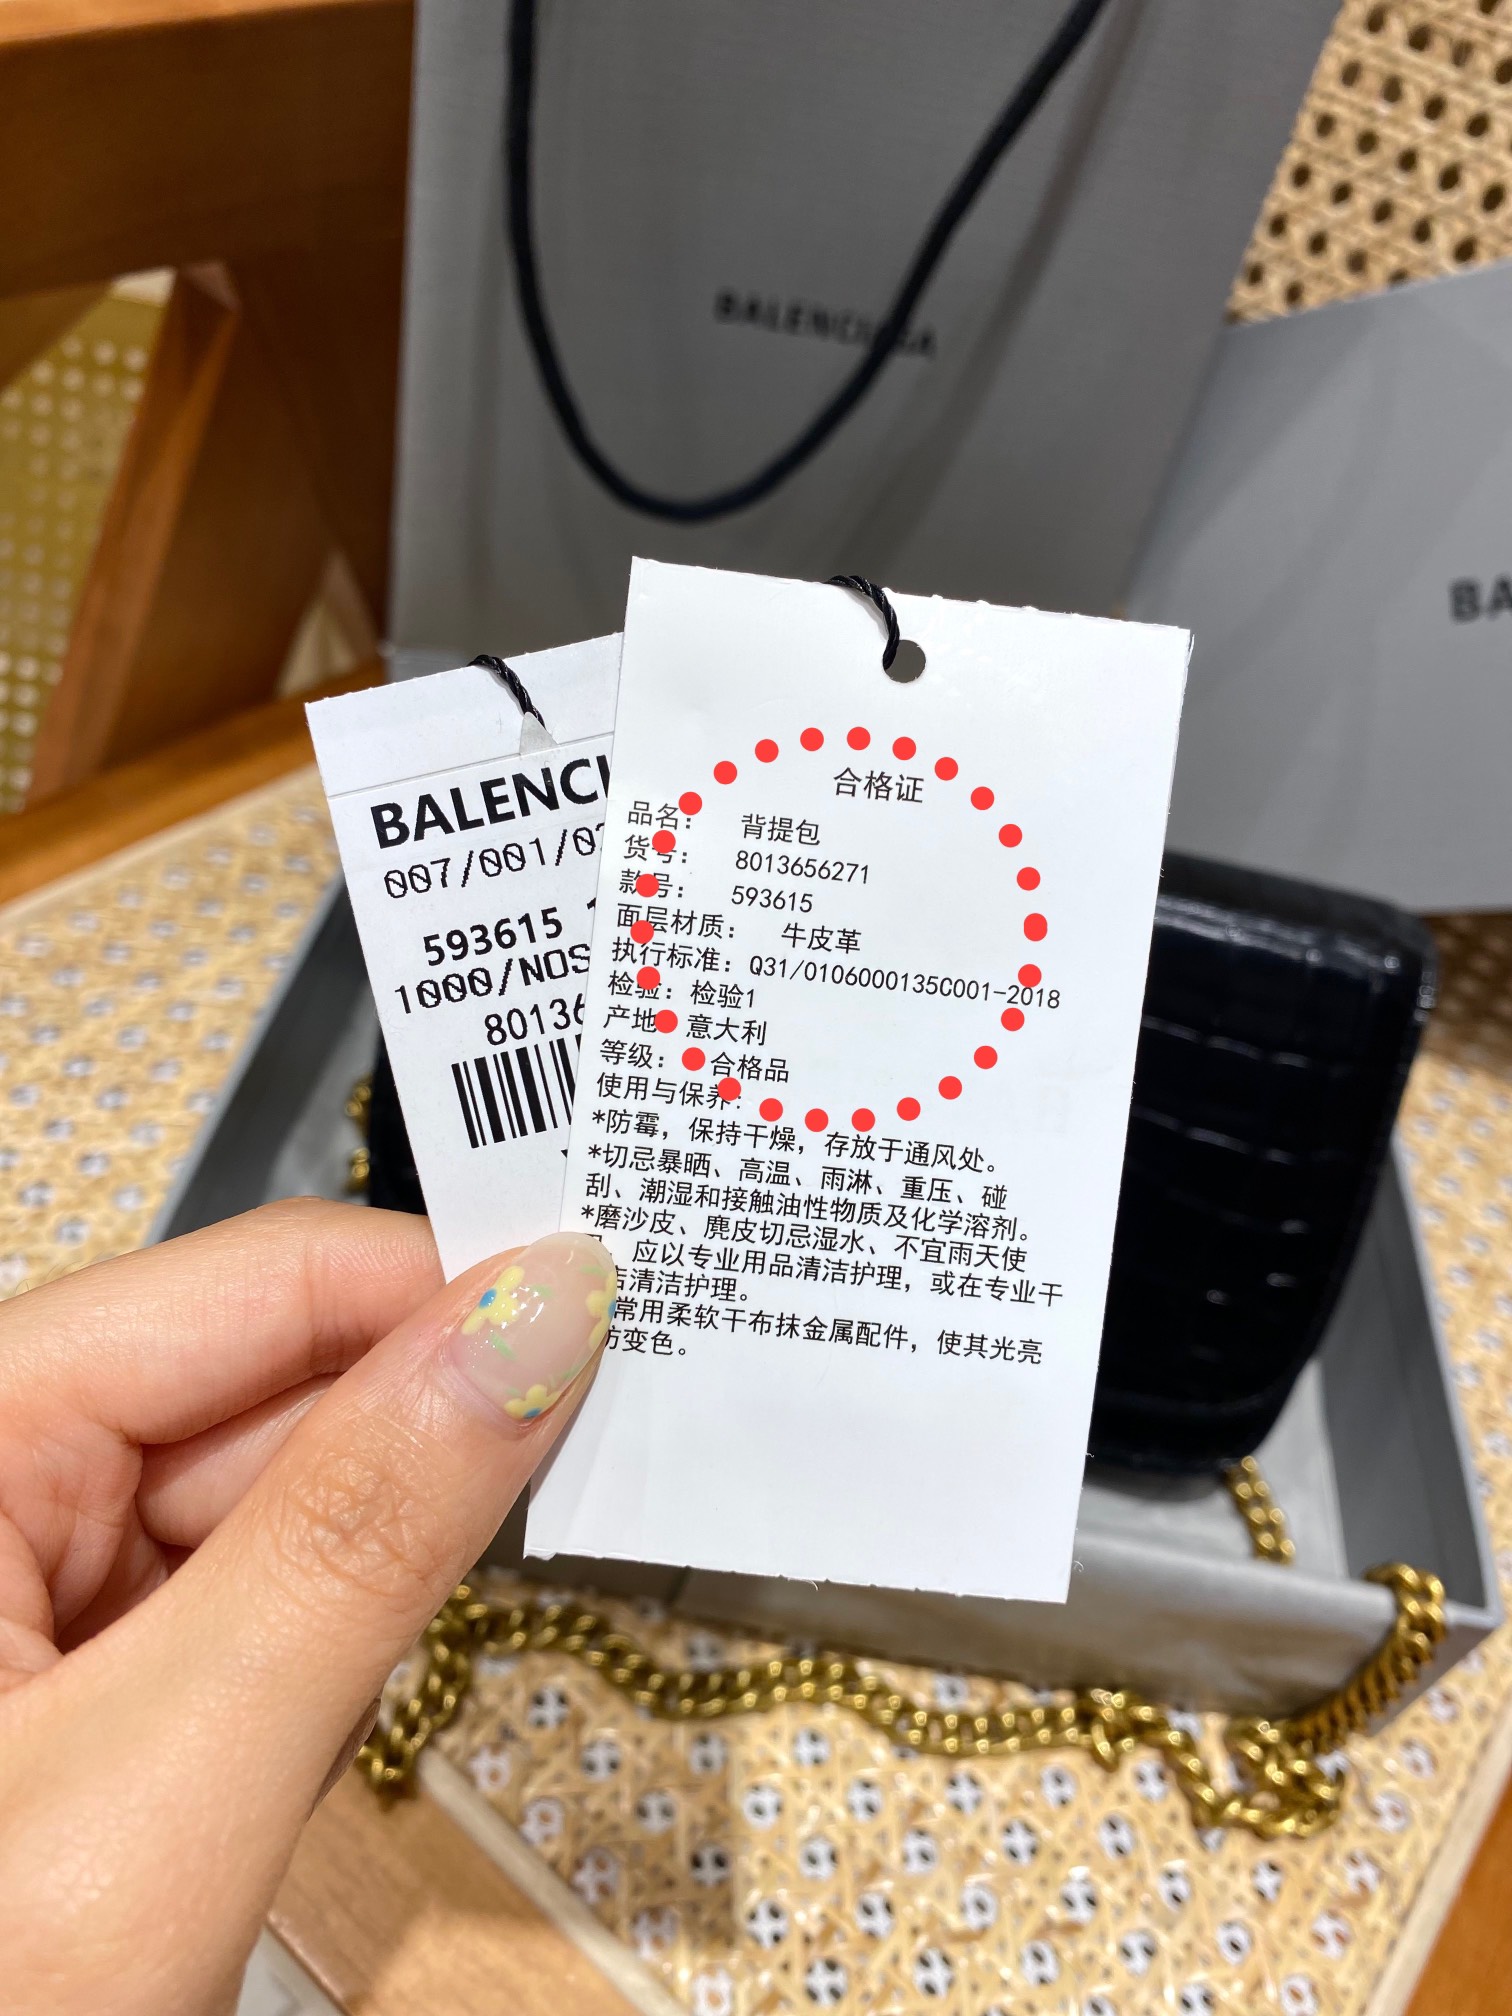 BALENCIAGA
BA
BALENCI
007/001/0
593615
1000/NOS
80136
合格证
品名： 背提包
货号： 8013656271
款号： 593615
面层材质： 牛皮革
执行标准：Q31/0106000135C001-2018
检验：检验1
产地：意大利
等级：合格品
使用与保养:
*防霉，保持干燥，存放于通风处。
*切忌暴晒、高温、雨淋、重压、碰
刮、潮湿和接触油性物质及化学溶剂。
*磨沙皮、麂皮切忌湿水、不宜雨天使
应以专业用品清洁护理，或在专业干
店清洁护理。
常用柔软干布抹金属配件，使其光亮
防变色。